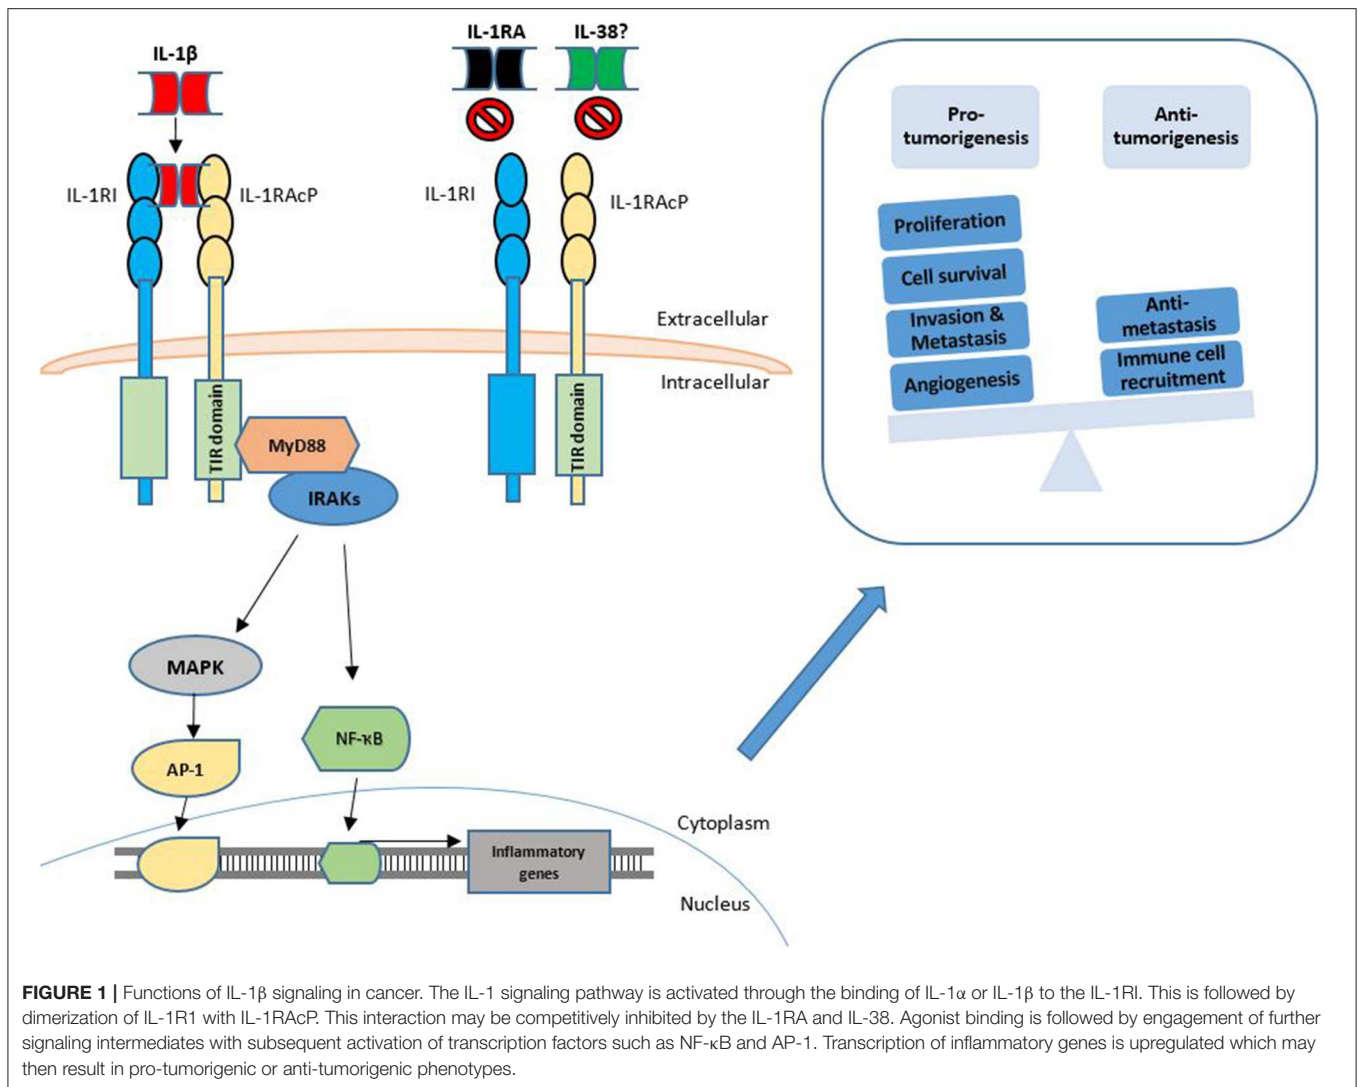 IL-1β
IL-1RI
IL-1RAcP
IL-1RA
IL-38?
IL-1RI
IL-1RAcP
Extracellular
Intracellular
TIR domain
TIR domain
MyD88
IRAKs
MAPK
AP-1
NF-κB
Inflammatory
genes
Cytoplasm
Nucleus
Pro-
tumorigenesis
Anti-
tumorigenesis
Proliferation
Cell survival
Invasion &
Metastasis
Angiogenesis
Anti-
metastasis
Immune cell
recruitment
FIGURE 1 | Functions of IL-1β signaling in cancer. The IL-1 signaling pathway is activated through the binding of IL-1α or IL-1β to the IL-1RI. This is followed by
dimerization of IL-1R1 with IL-1RAcP. This interaction may be competitively inhibited by the IL-1RA and IL-38. Agonist binding is followed by engagement of further
signaling intermediates with subsequent activation of transcription factors such as NF-κB and AP-1. Transcription of inflammatory genes is upregulated which may
then result in pro-tumorigenic or anti-tumorigenic phenotypes.